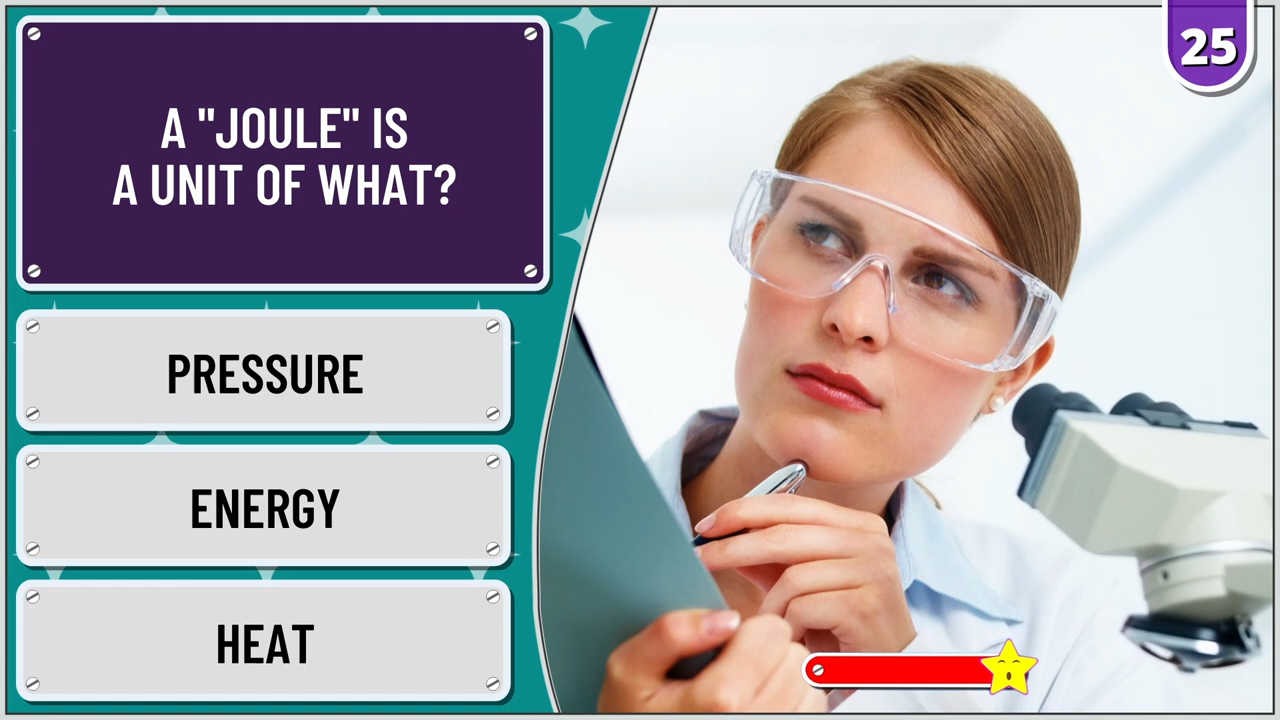 A "JOULE" IS
A UNIT OF WHAT?
25
PRESSURE
ENERGY
HEAT